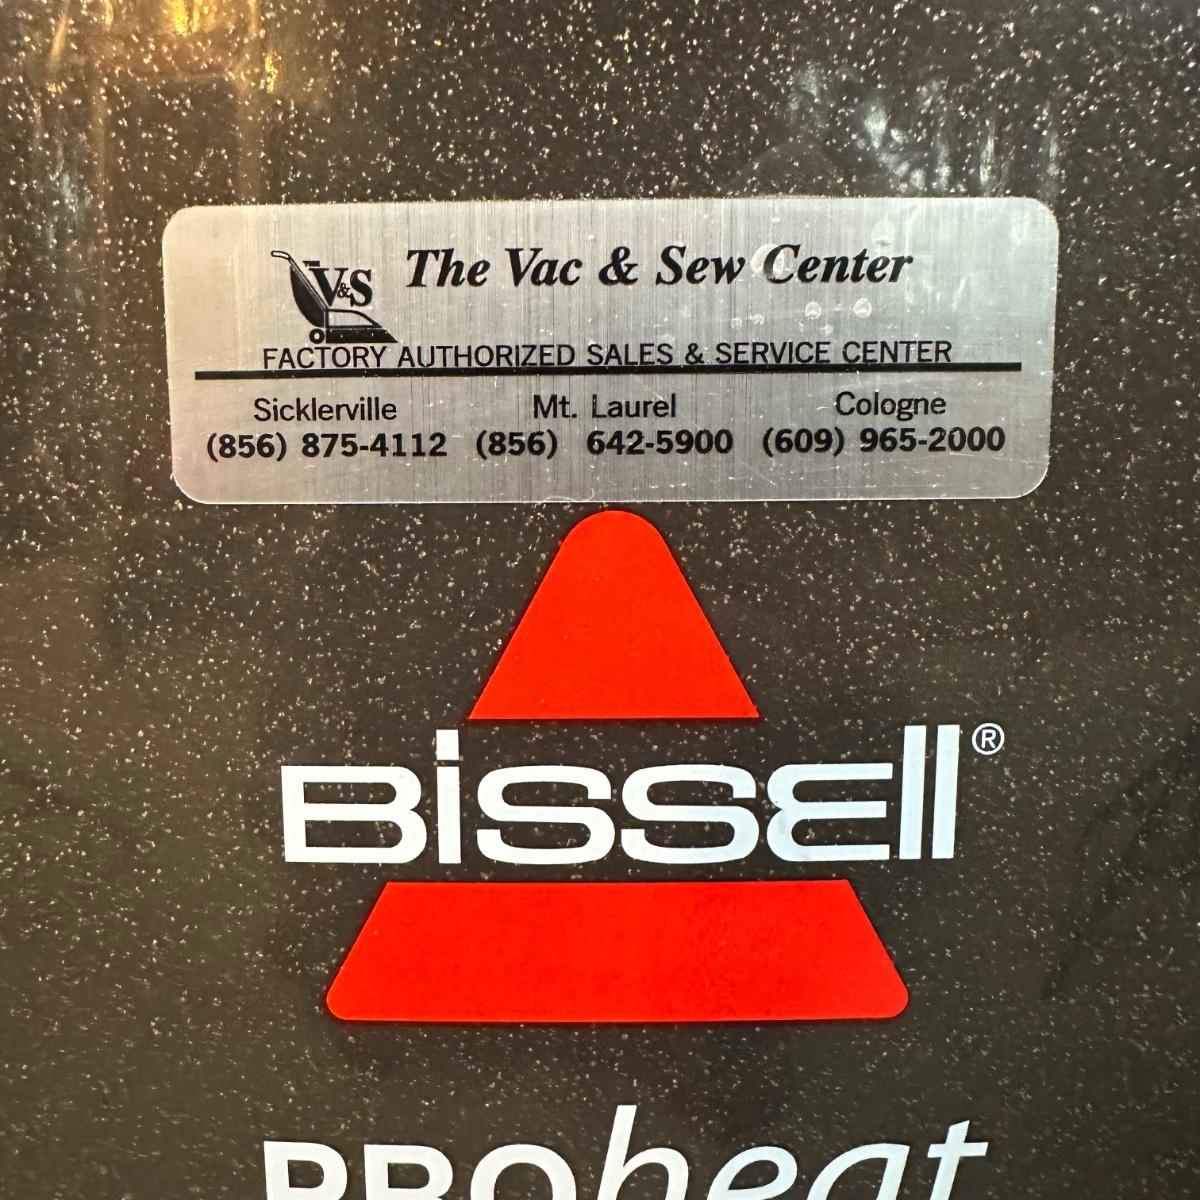 V&S
The Vac & Sew Center
FACTORY AUTHORIZED SALES & SERVICE CENTER
Sicklerville Mt. Laurel Cologne
(856) 875-4112 (856) 642-5900 (609) 965-2000
BissEll®
PROheat